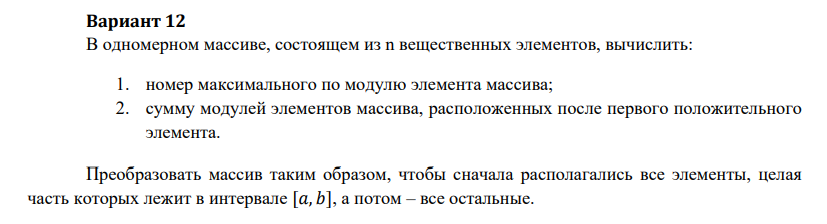 Вариант 12
В одномерном массиве, состоящем из n вещественных элементов, вычислить:
1. номер максимального по модулю элемента массива;
2. сумму модулей элементов массива, расположенных после первого положительного
элемента.
Преобразовать массив таким образом, чтобы сначала располагались все элементы, целая
часть которых лежит в интервале [a, b], а потом – все остальные.